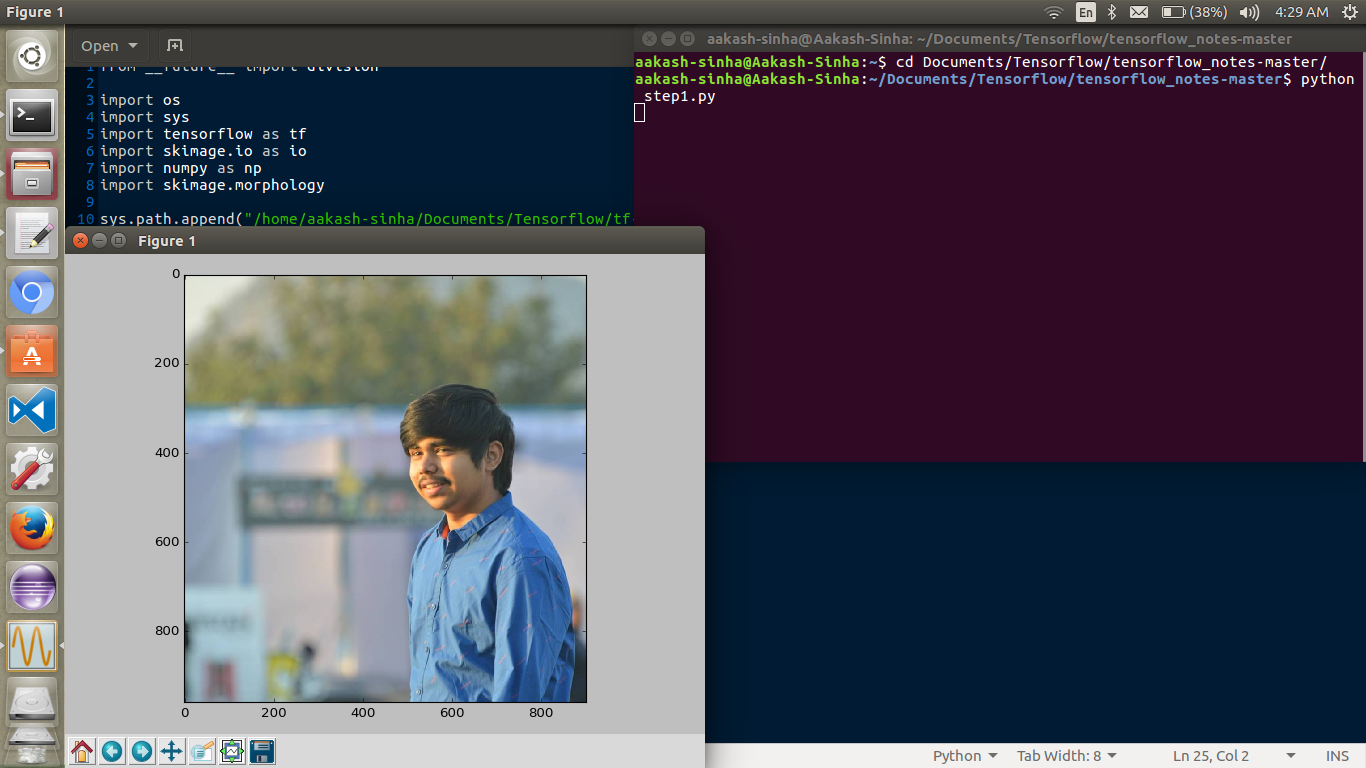 Figure 1
En
(38%)
4:29 AM
Open
aakash-sinha@Aakash-Sinha: ~/Documents/Tensorflow/tensorflow_notes-master
1 from __future__ import division
2
3 import os
4 import sys
5 import tensorflow as tf
6 import skimage.io as io
7 import numpy as np
8 import skimage.morphology
9
10 sys.path.append("/home/aakash-sinha/Documents/Tensorflow/tf-
aakash-sinha@Aakash-Sinha:~$ cd Documents/Tensorflow/tensorflow_notes-master/
aakash-sinha@Aakash-Sinha:~/Documents/Tensorflow/tensorflow_notes-master$ python
step1.py
Figure 1
0
200
400
600
800
0 200 400 600 800
Python
Tab Width: 8
Ln 25, Col 2
INS